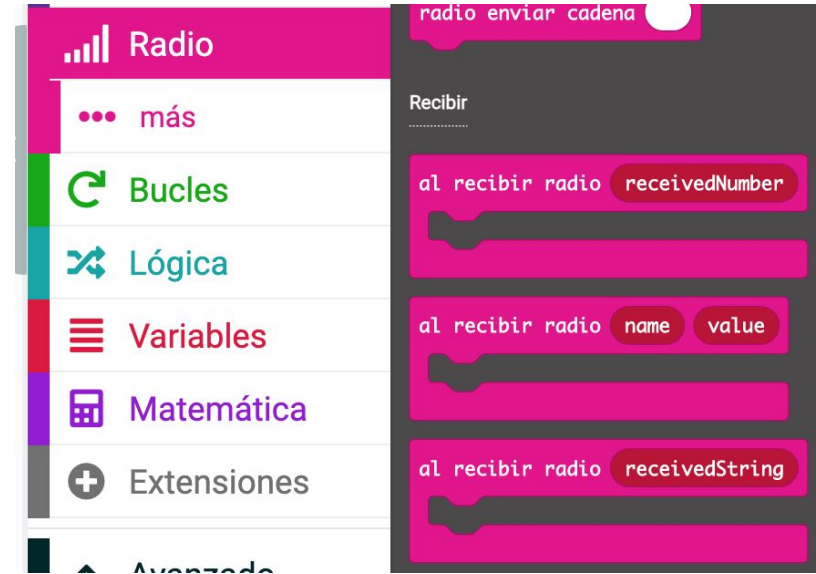 Radio
más
Bucles
Lógica
Variables
Matemática
Extensiones
Avanzado
radio enviar cadena
Recibir
al recibir radio receivedNumber
al recibir radio name value
al recibir radio receivedString